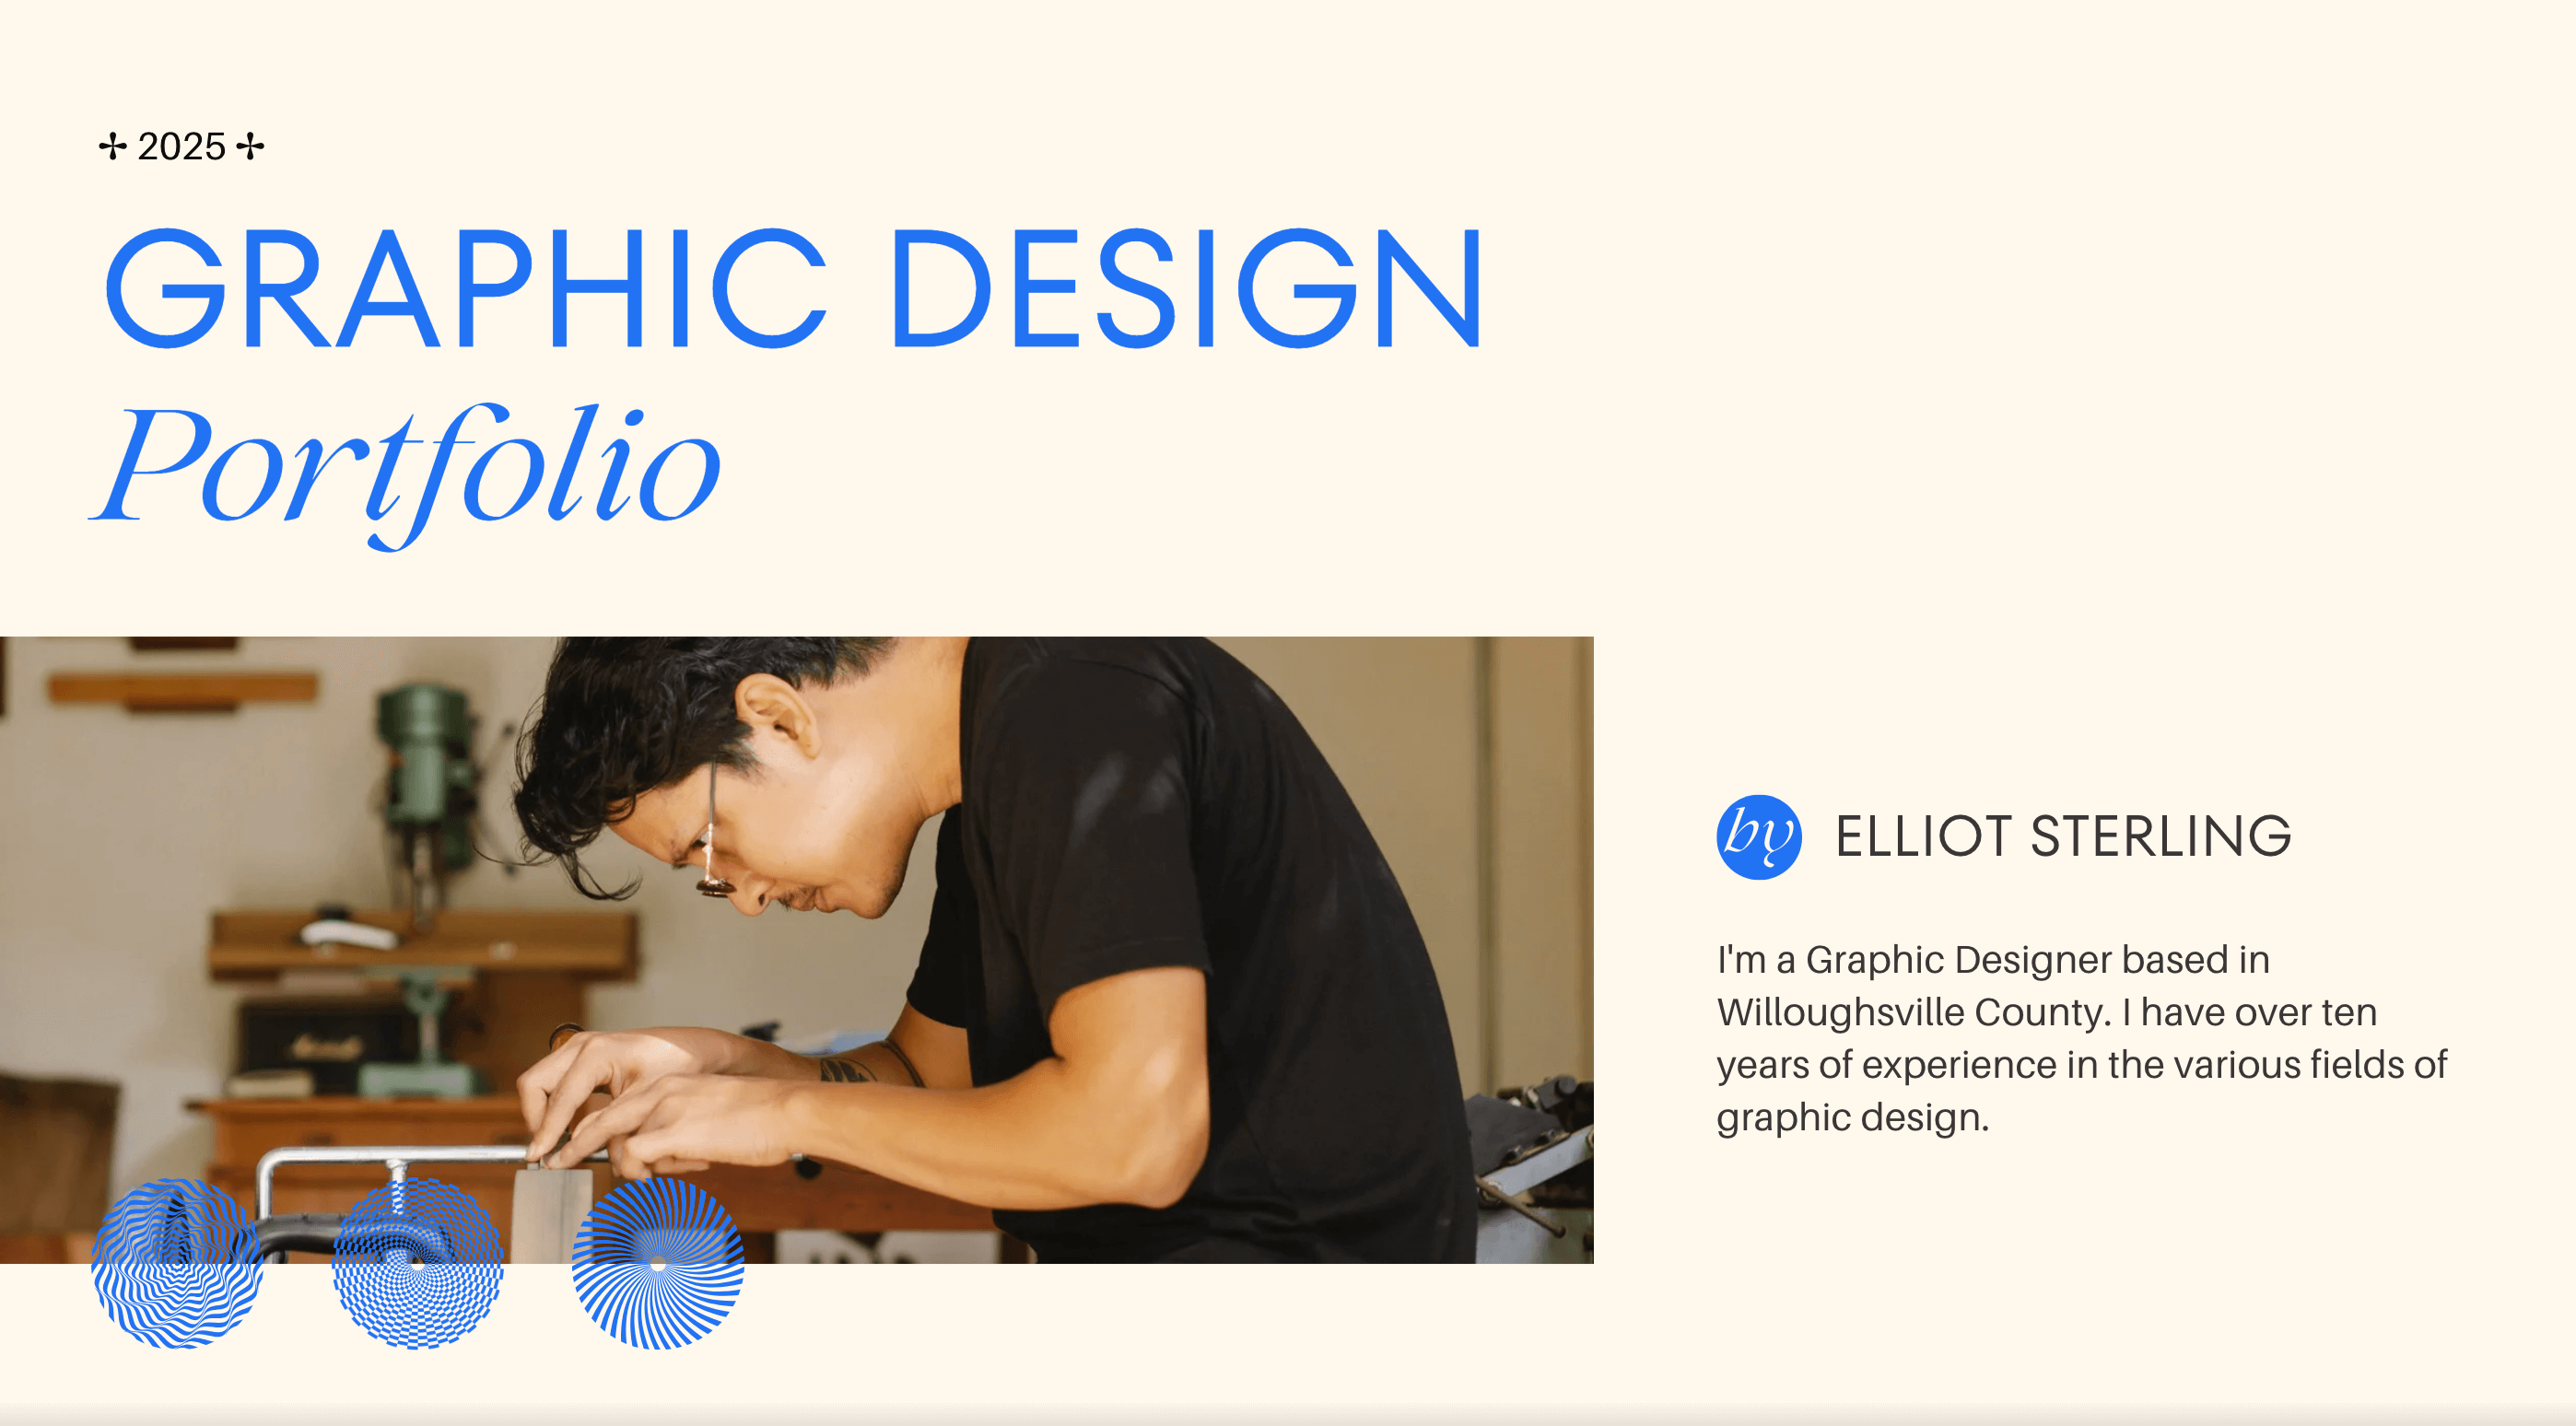 ✢ 2025 ✢
GRAPHIC DESIGN
Portfolio
by ELLIOT STERLING
I'm a Graphic Designer based in
Willoughsville County. I have over ten
years of experience in the various fields of
graphic design.